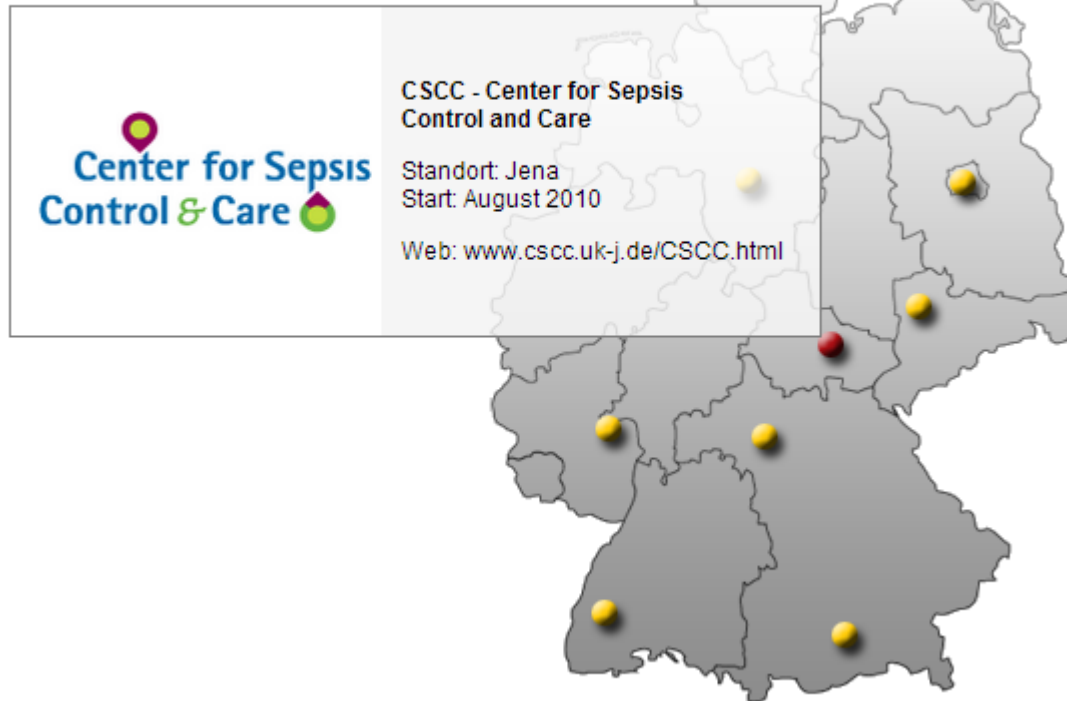 Center for Sepsis
Control & Care
CSCC - Center for Sepsis
Control and Care
Standort: Jena
Start: August 2010
Web: www.cscc.uk-j.de/CSCC.html